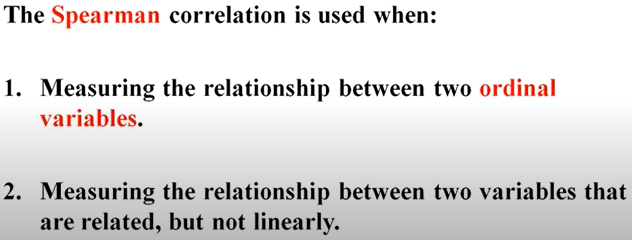 The Spearman correlation is used when:
1. Measuring the relationship between two ordinal
variables.
2. Measuring the relationship between two variables that
are related, but not linearly.